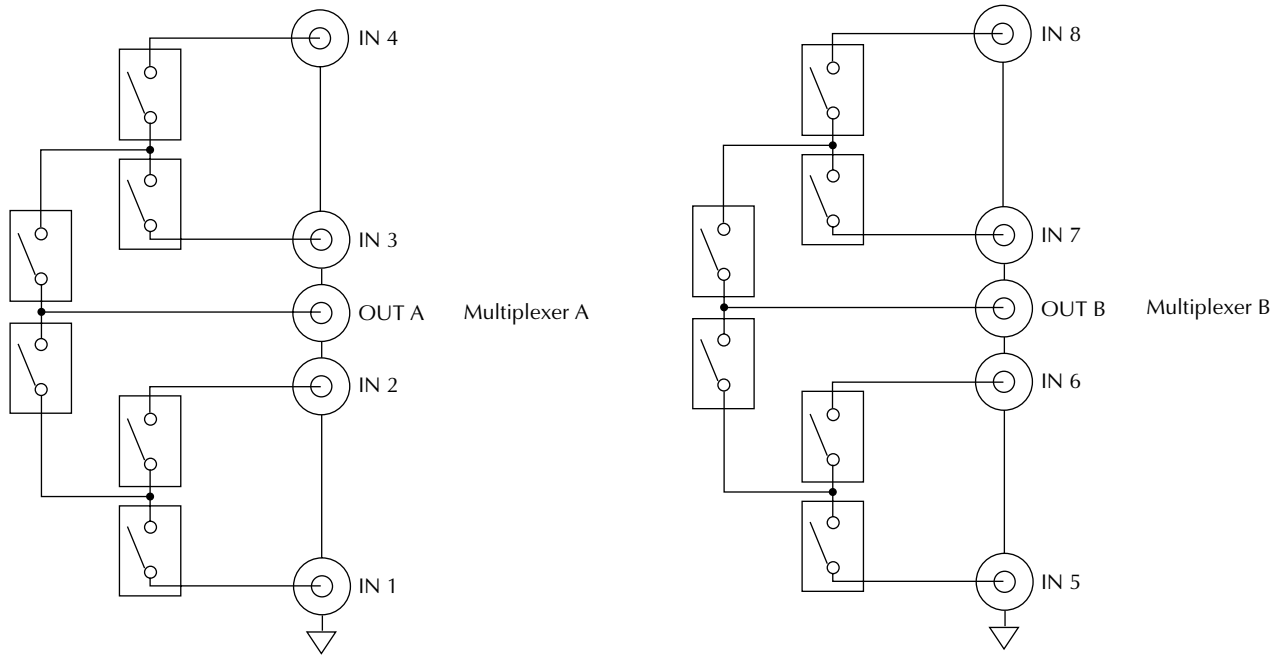 IN 4
IN 3
OUT A
Multiplexer A
IN 2
IN 1
IN 8
IN 7
OUT B
Multiplexer B
IN 6
IN 5